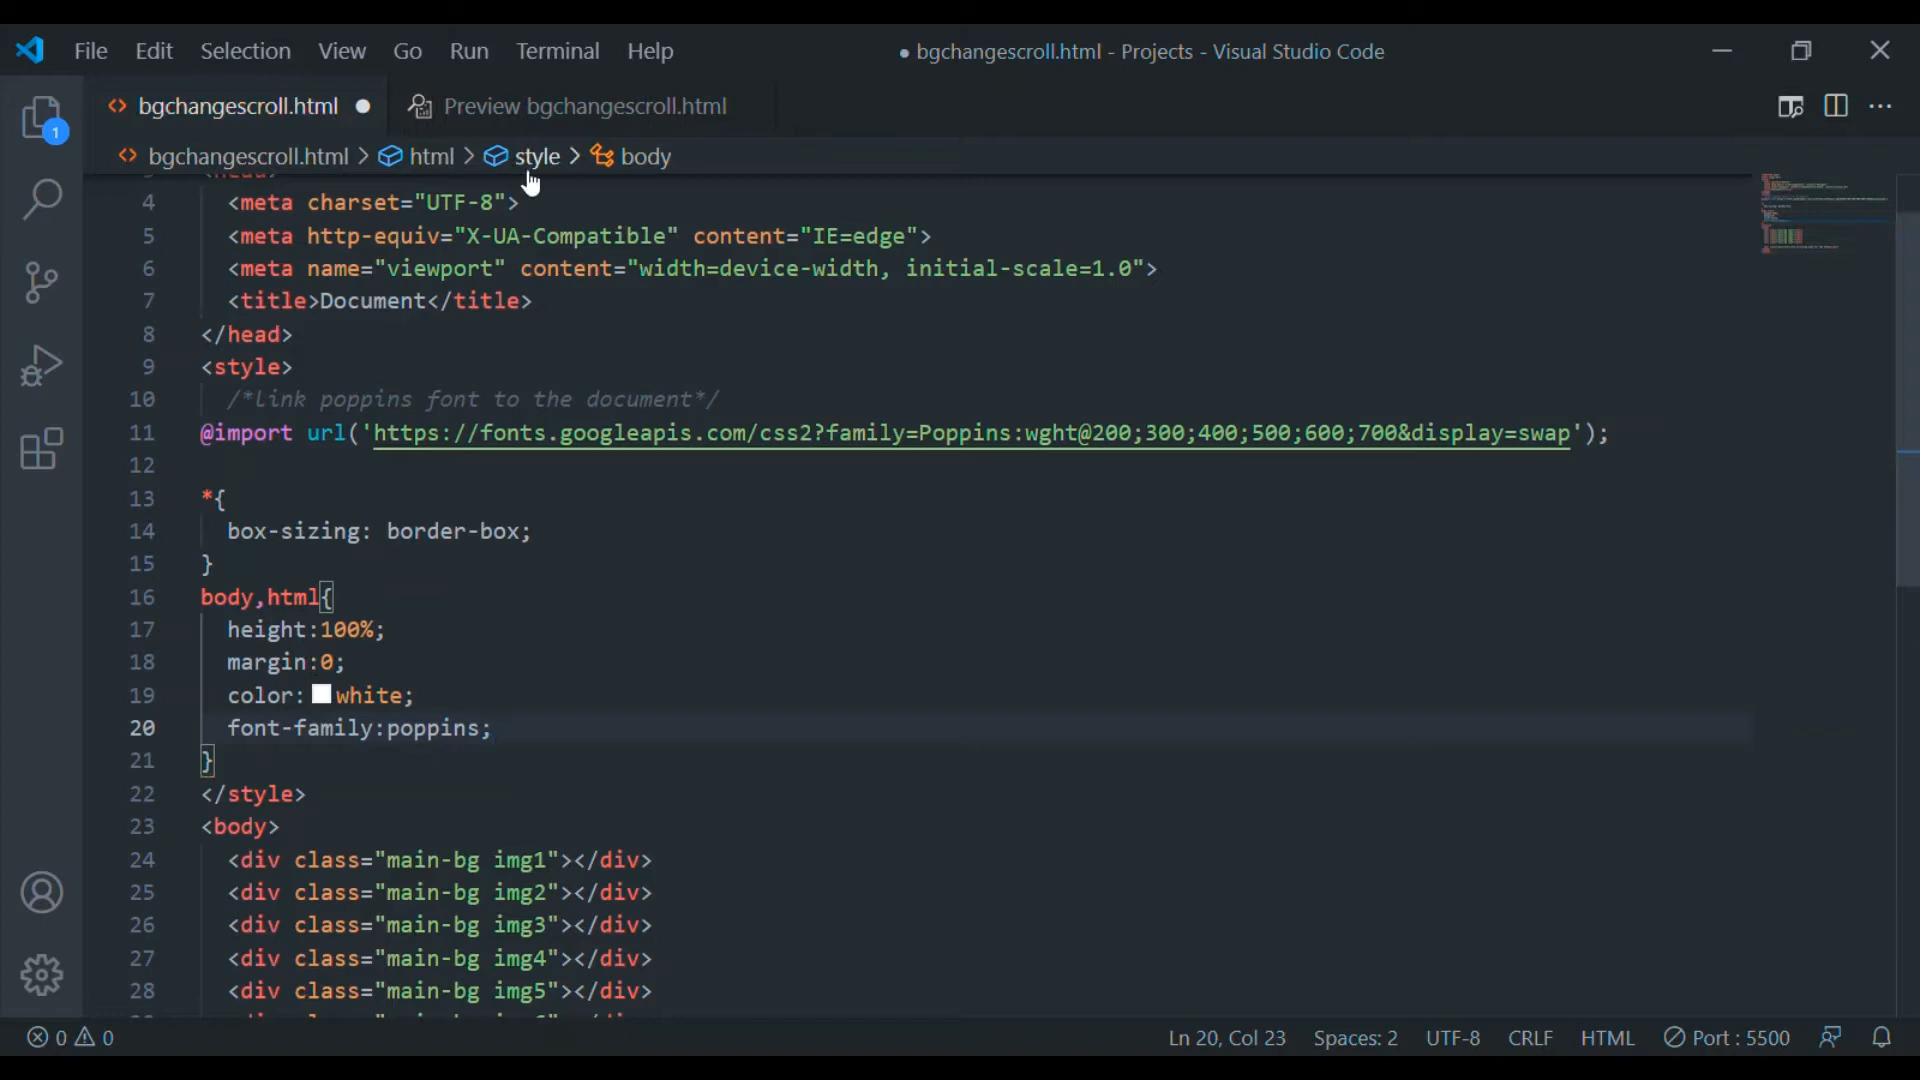 File Edit Selection View Go Run Terminal Help
● bgchangescroll.html - Projects - Visual Studio Code
<> bgchangescroll.html ●
Preview bgchangescroll.html
<> bgchangescroll.html > html > style > body
1
4 <meta charset="UTF-8">
5 <meta http-equiv="X-UA-Compatible" content="IE=edge">
6 <meta name="viewport" content="width=device-width, initial-scale=1.0">
7 <title>Document</title>
8 </head>
9 <style>
10 /*link poppins font to the document*/
11 @import url('https://fonts.googleapis.com/css2?family=Poppins:wght@200;300;400;500;600;700&display=swap');
12
13 *{
14 box-sizing: border-box;
15 }
16 body,html{
17 height:100%;
18 margin:0;
19 color: white;
20 font-family:poppins;
21 }
22 </style>
23 <body>
24 <div class="main-bg img1"></div>
25 <div class="main-bg img2"></div>
26 <div class="main-bg img3"></div>
27 <div class="main-bg img4"></div>
28 <div class="main-bg img5"></div>
0 0 Ln 20, Col 23 Spaces: 2 UTF-8 CRLF HTML Port : 5500